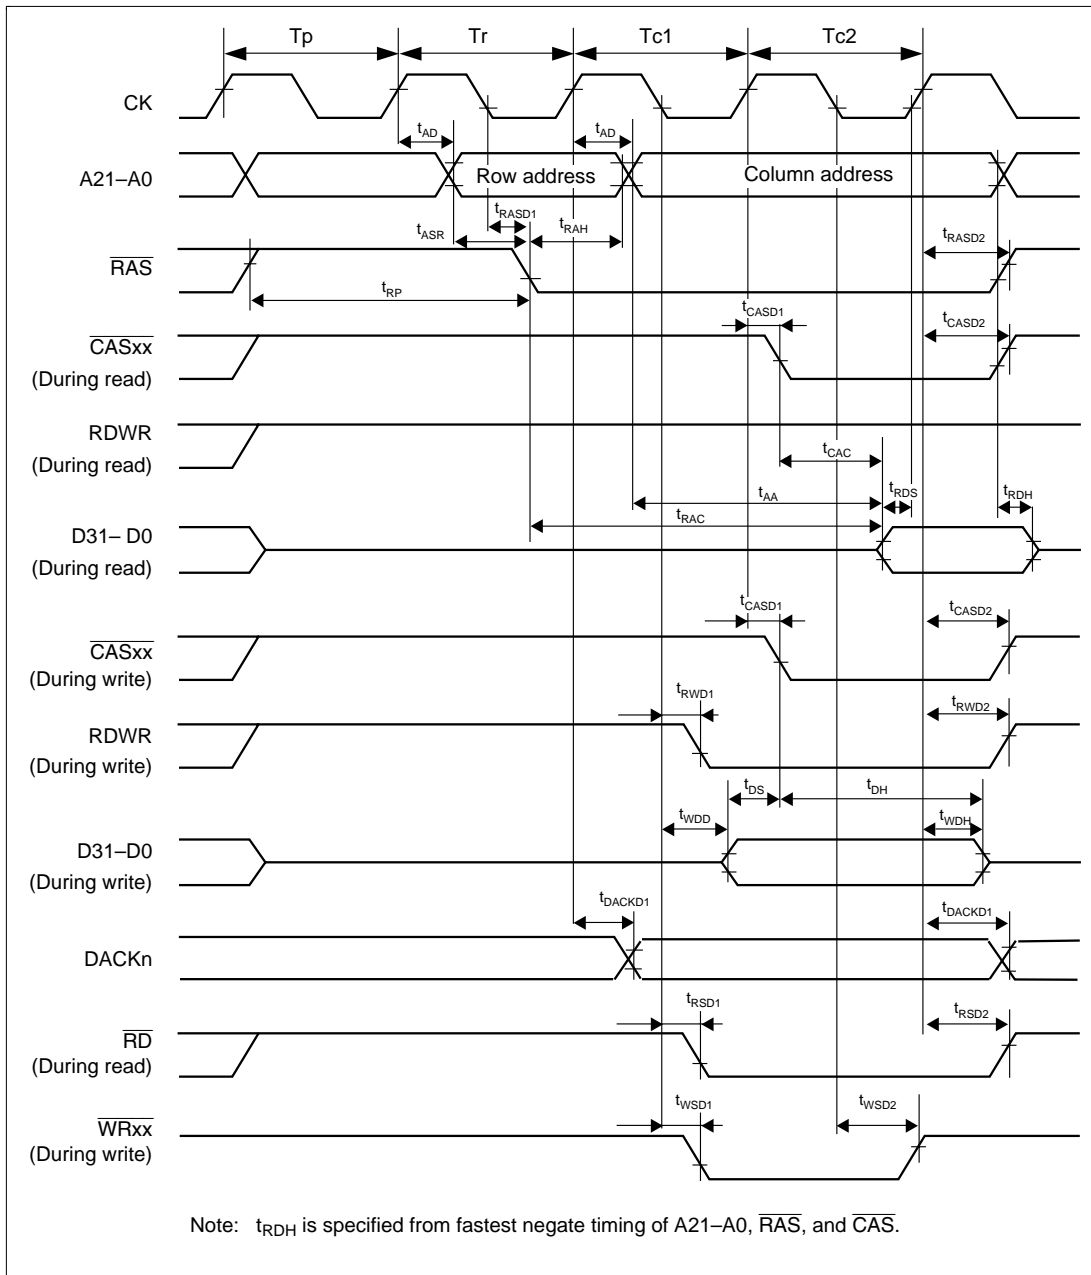 Tp Tr Tc1 Tc2
CK
tAD tAD
A21–A0 Row address Column address
tRASD1
tASR tRAH tRASD2
RAS
tRP
tCASD1 tCASD2
CASxx
(During read)
RDWR
(During read)
tCAC
tAA tRDS tRDH
tRAC
D31– D0
(During read)
tCASD1 tCASD2
CASxx
(During write)
tRWD1 tRWD2
RDWR
(During write)
tDS tDH
tWDD tWDH
D31–D0
(During write)
tDACKD1 tDACKD1
DACKn
tRSD1 tRSD2
RD
(During read)
tWSD1 tWSD2
WRxx
(During write)
Note: tRDH is specified from fastest negate timing of A21–A0, RAS, and CAS.